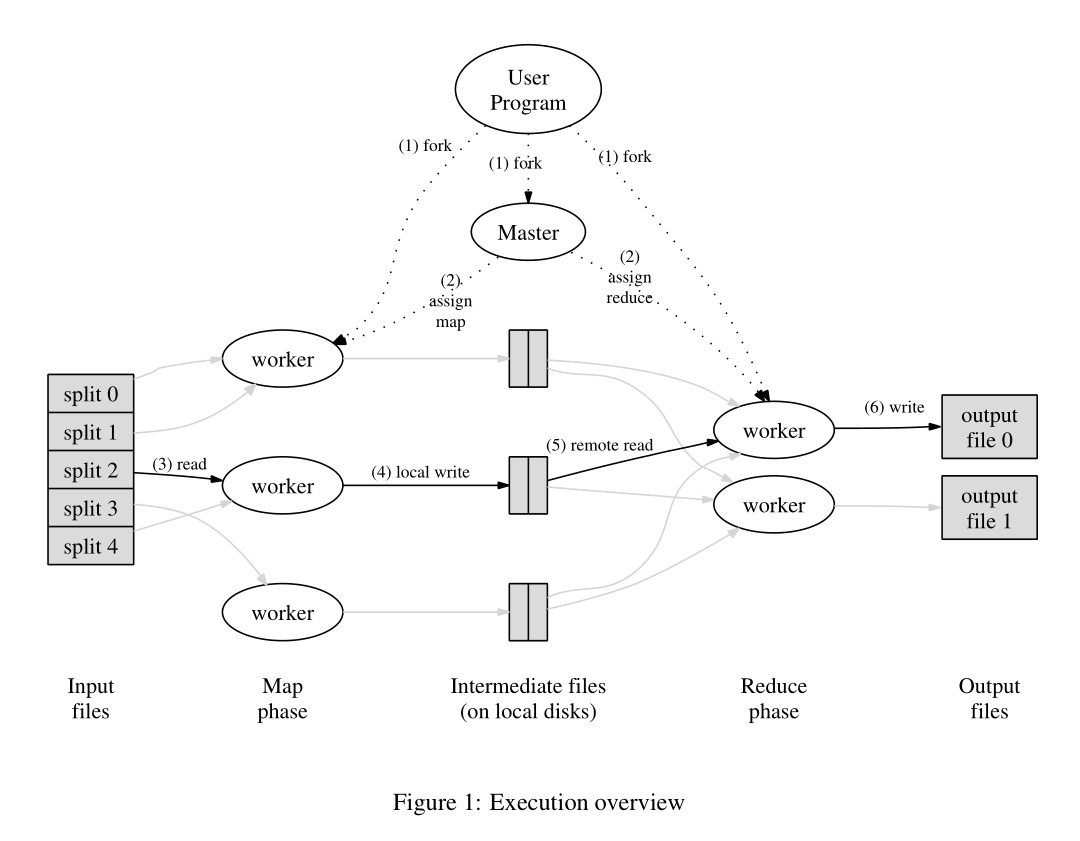 User
Program
(1) fork
(1) fork
(1) fork
Master
(2)
assign
map
(2)
assign
reduce
worker
split 0
split 1
split 2
split 3
split 4
(3) read
worker
(4) local write
(5) remote read
worker
(6) write
output
file 0
worker
output
file 1
worker
Input
files
Map
phase
Intermediate files
(on local disks)
Reduce
phase
Output
files
Figure 1: Execution overview